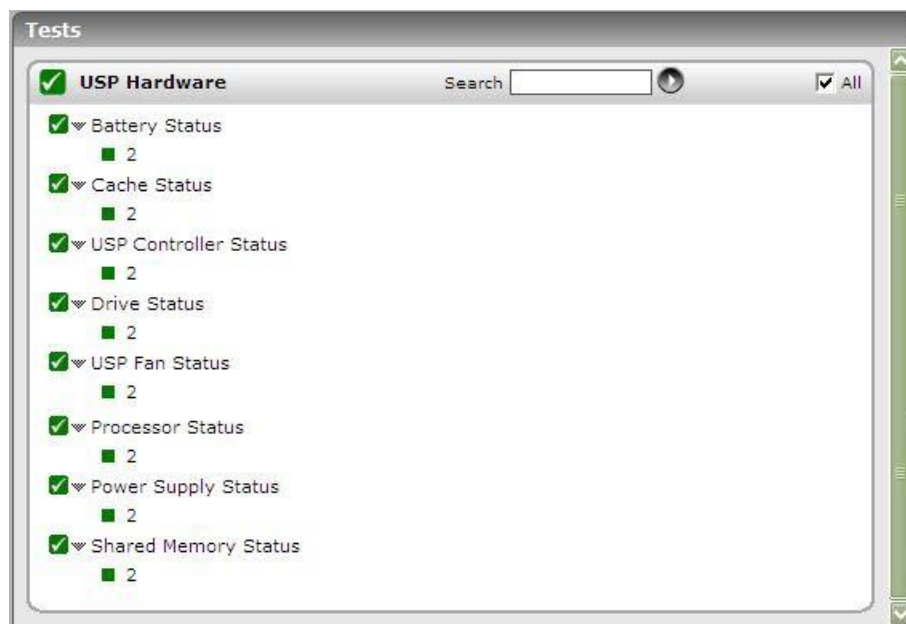 Tests
USP Hardware Search All
Battery Status
2
Cache Status
2
USP Controller Status
2
Drive Status
2
USP Fan Status
2
Processor Status
2
Power Supply Status
2
Shared Memory Status
2